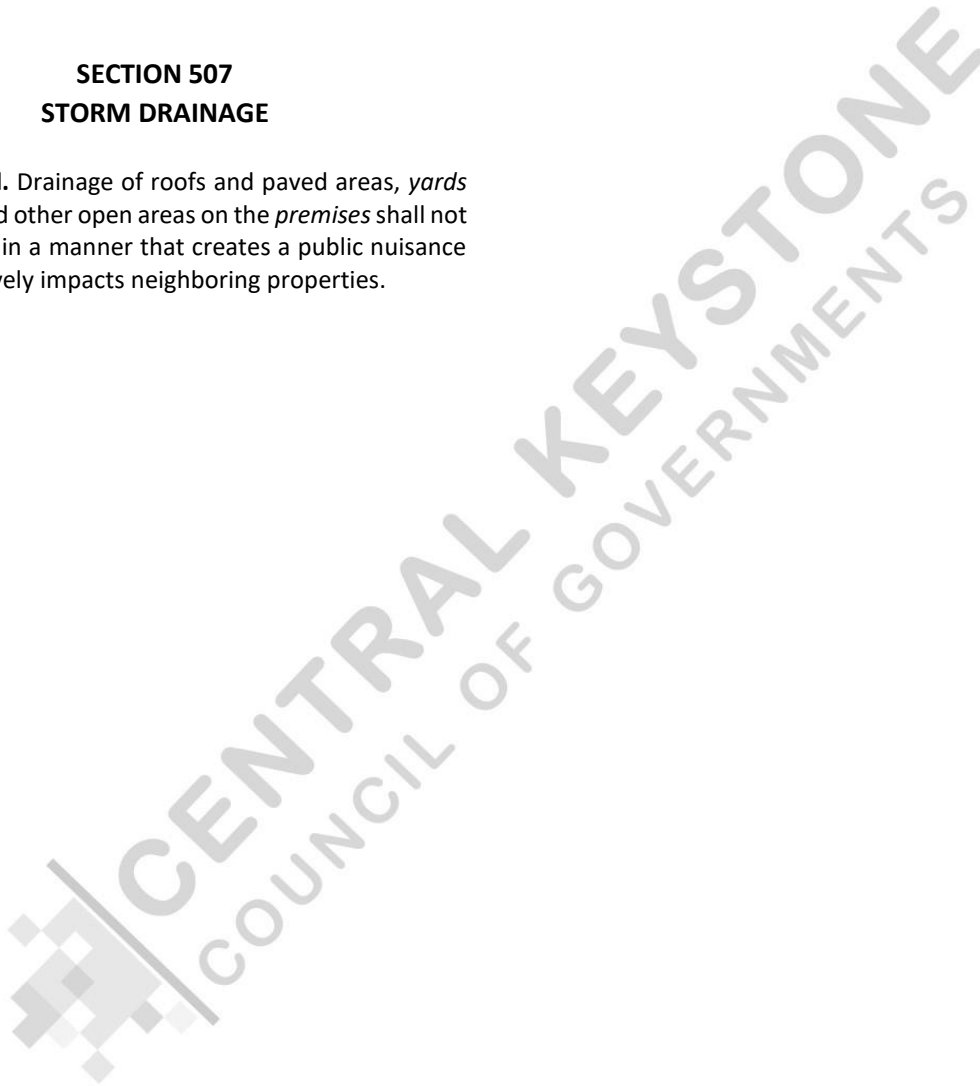 SECTION 507
STORM DRAINAGE
Drainage of roofs and paved areas, yards
other open areas on the premises shall not
in a manner that creates a public nuisance
impacts neighboring properties.
CENTRAL KEYSTONE
COUNCIL OF GOVERNMENTS